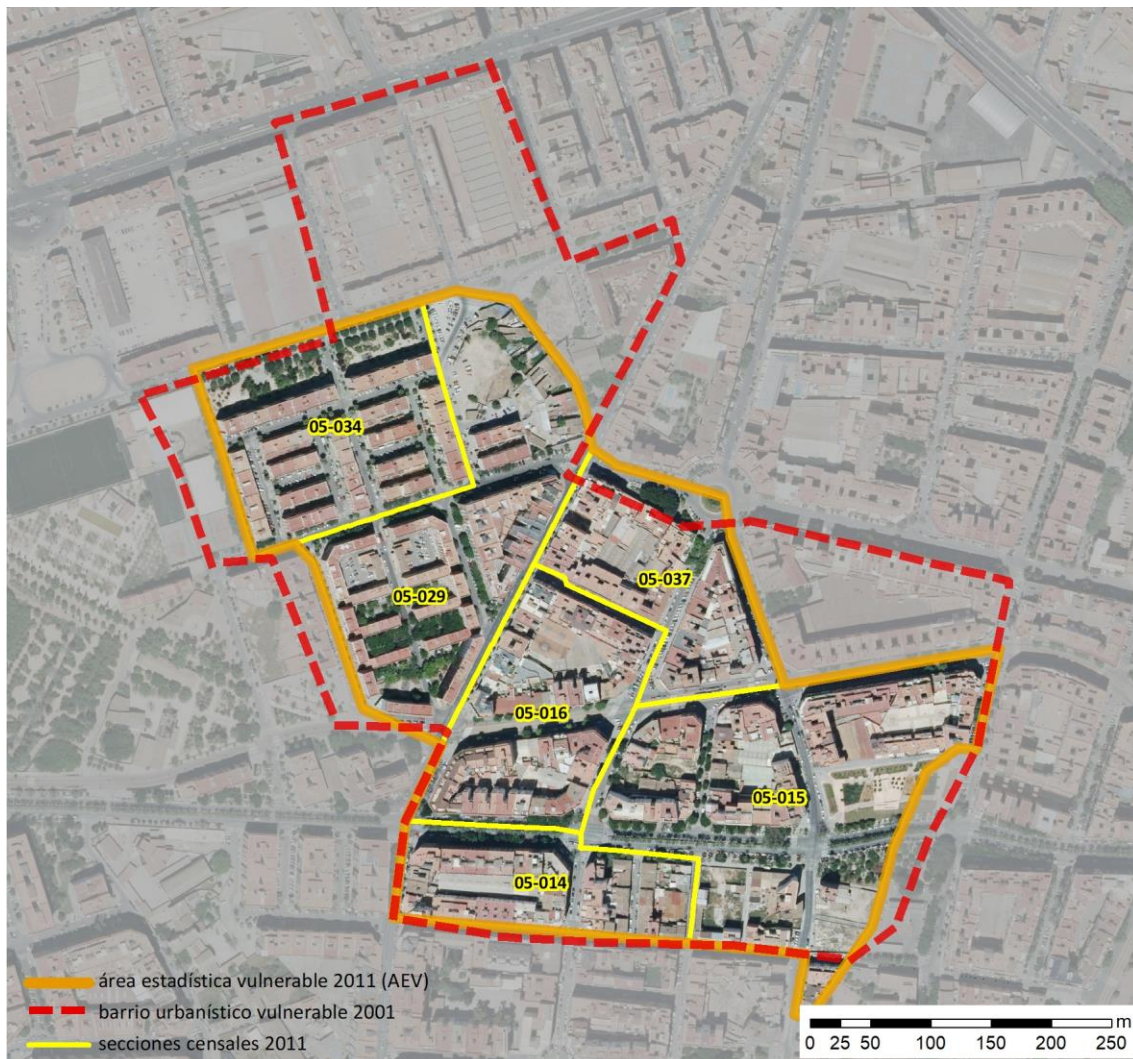 05-034
05-029
05-037
05-016
05-015
05-014
área estadística vulnerable 2011 (AEV)
barrio urbanístico vulnerable 2001
secciones censales 2011
m
0 25 50 100 150 200 250